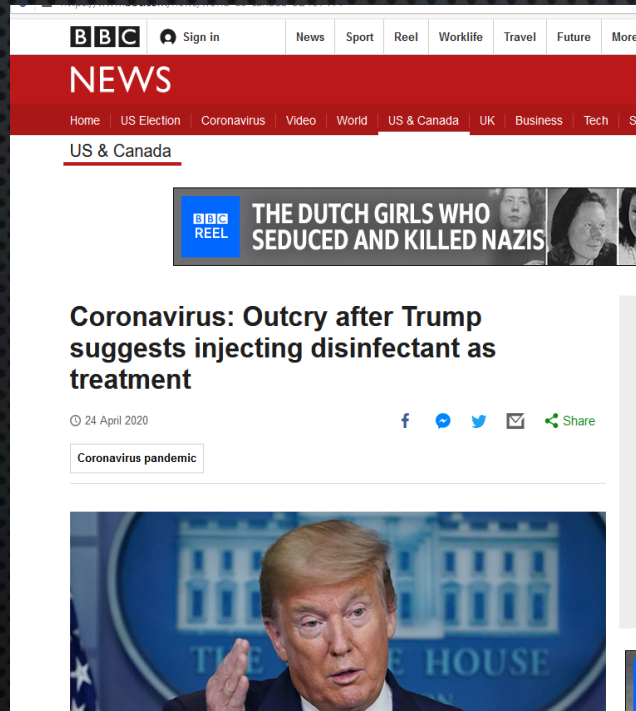 BBC
Sign in
News
Sport
Reel
Worklife
Travel
Future
More
NEWS
Home
US Election
Coronavirus
Video
World
US & Canada
UK
Business
Tech
S
US & Canada
BBC
REEL
THE DUTCH GIRLS WHO
SEDUCED AND KILLED NAZIS
Coronavirus: Outcry after Trump
suggests injecting disinfectant as
treatment
24 April 2020
f
Share
Coronavirus pandemic
THE
E HOUSE